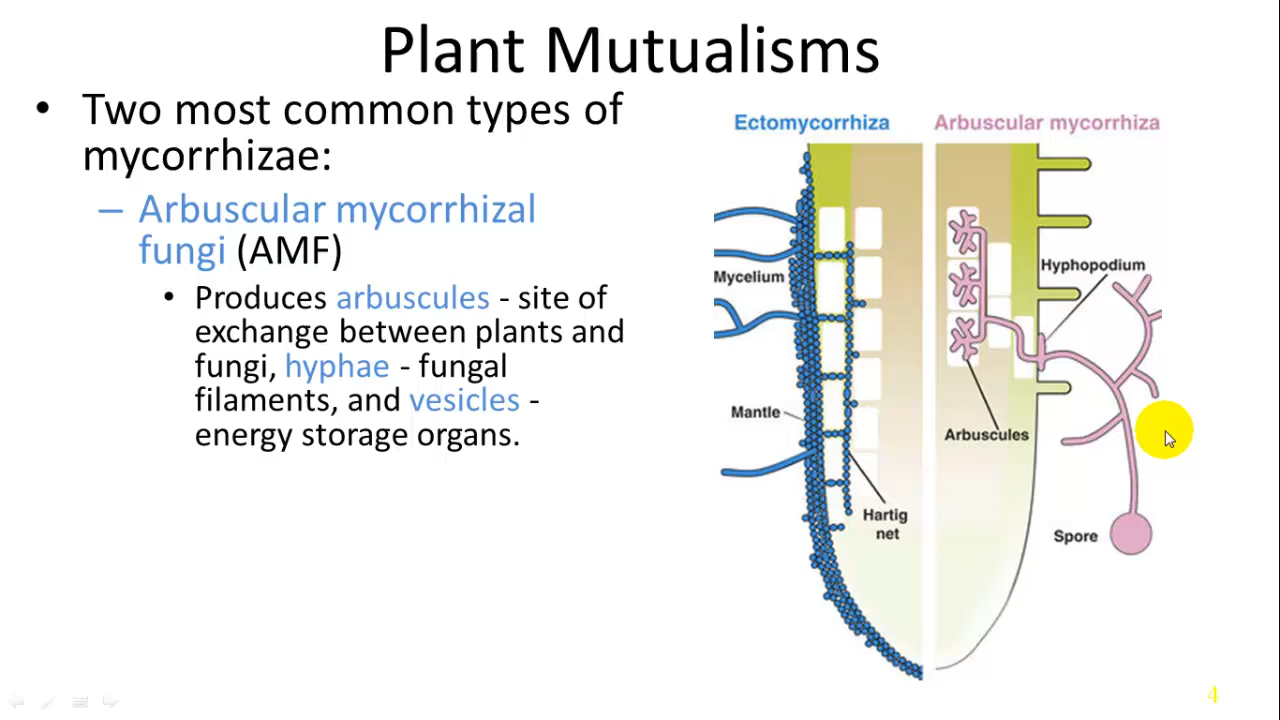 Plant Mutualisms
• Two most common types of
mycorrhizae:
– Arbuscular mycorrhizal
fungi (AMF)
• Produces arbuscules - site of
exchange between plants and
fungi, hyphae - fungal
filaments, and vesicles -
energy storage organs.
Ectomycorrhiza
Arbuscular mycorrhiza
Mycelium
Hyphopodium
Mantle
Arbuscules
Hartig
net
Spore
4